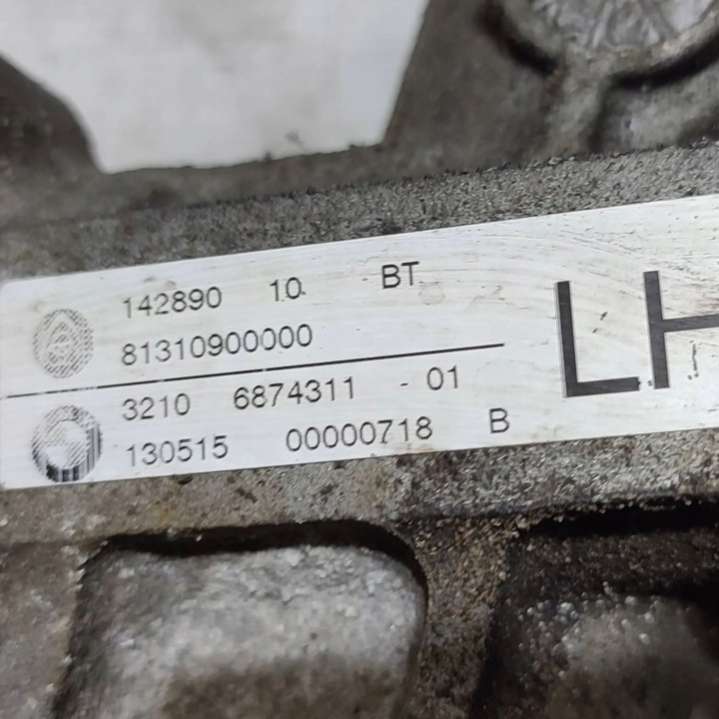 142890 10 BT
81310900000
3210 6874311 - 01
130515 00000718 B
LH